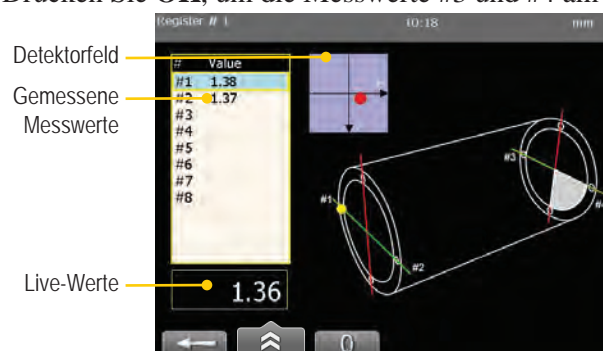 Drücken Sie OK, um die Messwerte #3 und #4 am
Register # 1 10:18 mm
Detektorfeld
# Value
#1 1.38
#2 1.37
#3
#4
#5
#6
#7
#8
Gemessene
Messwerte
Live-Werte
1.36
#1
#2
#3
0